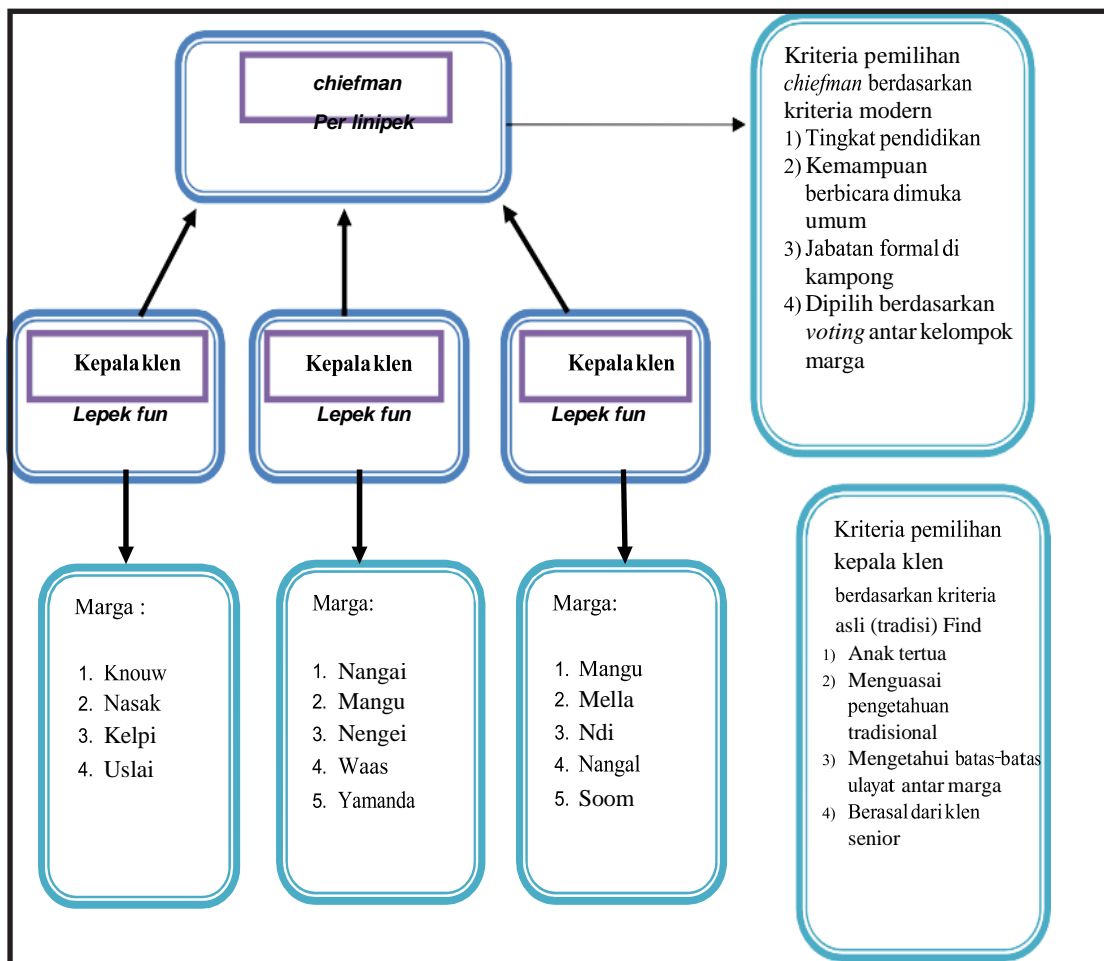 chiefman
Per linipek
Kriteria pemilihan
chiefman berdasarkan
kriteria modern
1) Tingkat pendidikan
2) Kemampuan
berbicara dimuka
umum
3) Jabatan formal di
kampong
4) Dipilih berdasarkan
voting antar kelompok
marga
Kepala klen
Lepek fun
Kepala klen
Lepek fun
Kepala klen
Lepek fun
Marga :
1. Knouw
2. Nasak
3. Kelpi
4. Uslai
Marga:
1. Nangai
2. Mangu
3. Nengei
4. Waas
5. Yamanda
Marga:
1. Mangu
2. Mella
3. Ndi
4. Nangal
5. Soom
Kriteria pemilihan
kepala klen
berdasarkan kriteria
asli (tradisi) Find
1) Anak tertua
2) Menguasai
pengetahuan
tradisional
3) Mengetahui batas-batas
ulayat antar marga
4) Berasal dari klen
senior